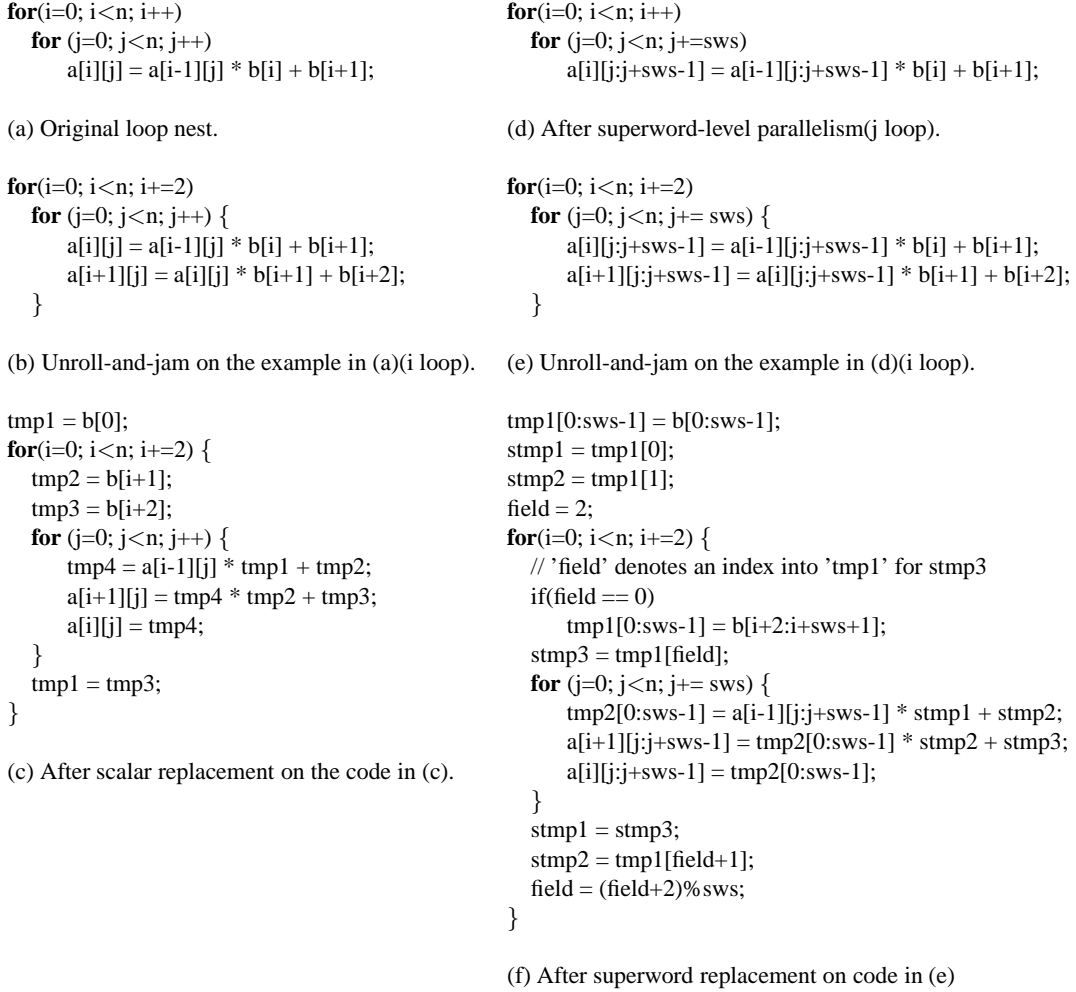 for(i=0; i<n; i++)
for (j=0; j<n; j++)
a[i][j] = a[i-1][j] * b[i] + b[i+1];
(a) Original loop nest.
for(i=0; i<n; i+=2)
for (j=0; j<n; j++) {
a[i][j] = a[i-1][j] * b[i] + b[i+1];
a[i+1][j] = a[i][j] * b[i+1] + b[i+2];
}
(b) Unroll-and-jam on the example in (a)(i loop).
tmp1 = b[0];
for(i=0; i<n; i+=2) {
tmp2 = b[i+1];
tmp3 = b[i+2];
for (j=0; j<n; j++) {
tmp4 = a[i-1][j] * tmp1 + tmp2;
a[i+1][j] = tmp4 * tmp2 + tmp3;
a[i][j] = tmp4;
}
tmp1 = tmp3;
}
(c) After scalar replacement on the code in (c).
for(i=0; i<n; i++)
for (j=0; j<n; j+=sws)
a[i][j:j+sws-1] = a[i-1][j:j+sws-1] * b[i] + b[i+1];
(d) After superword-level parallelism(j loop).
for(i=0; i<n; i+=2)
for (j=0; j<n; j+= sws) {
a[i][j:j+sws-1] = a[i-1][j:j+sws-1] * b[i] + b[i+1];
a[i+1][j:j+sws-1] = a[i][j:j+sws-1] * b[i+1] + b[i+2];
}
(e) Unroll-and-jam on the example in (d)(i loop).
tmp1[0:sws-1] = b[0:sws-1];
stmp1 = tmp1[0];
stmp2 = tmp1[1];
field = 2;
for(i=0; i<n; i+=2) {
// 'field' denotes an index into 'tmp1' for stmp3
if(field == 0)
tmp1[0:sws-1] = b[i+2:i+sws+1];
stmp3 = tmp1[field];
for (j=0; j<n; j+= sws) {
tmp2[0:sws-1] = a[i-1][j:j+sws-1] * stmp1 + stmp2;
a[i+1][j:j+sws-1] = tmp2[0:sws-1] * stmp2 + stmp3;
a[i][j:j+sws-1] = tmp2[0:sws-1];
}
stmp1 = stmp3;
stmp2 = tmp1[field+1];
field = (field+2)%sws;
}
(f) After superword replacement on code in (e)